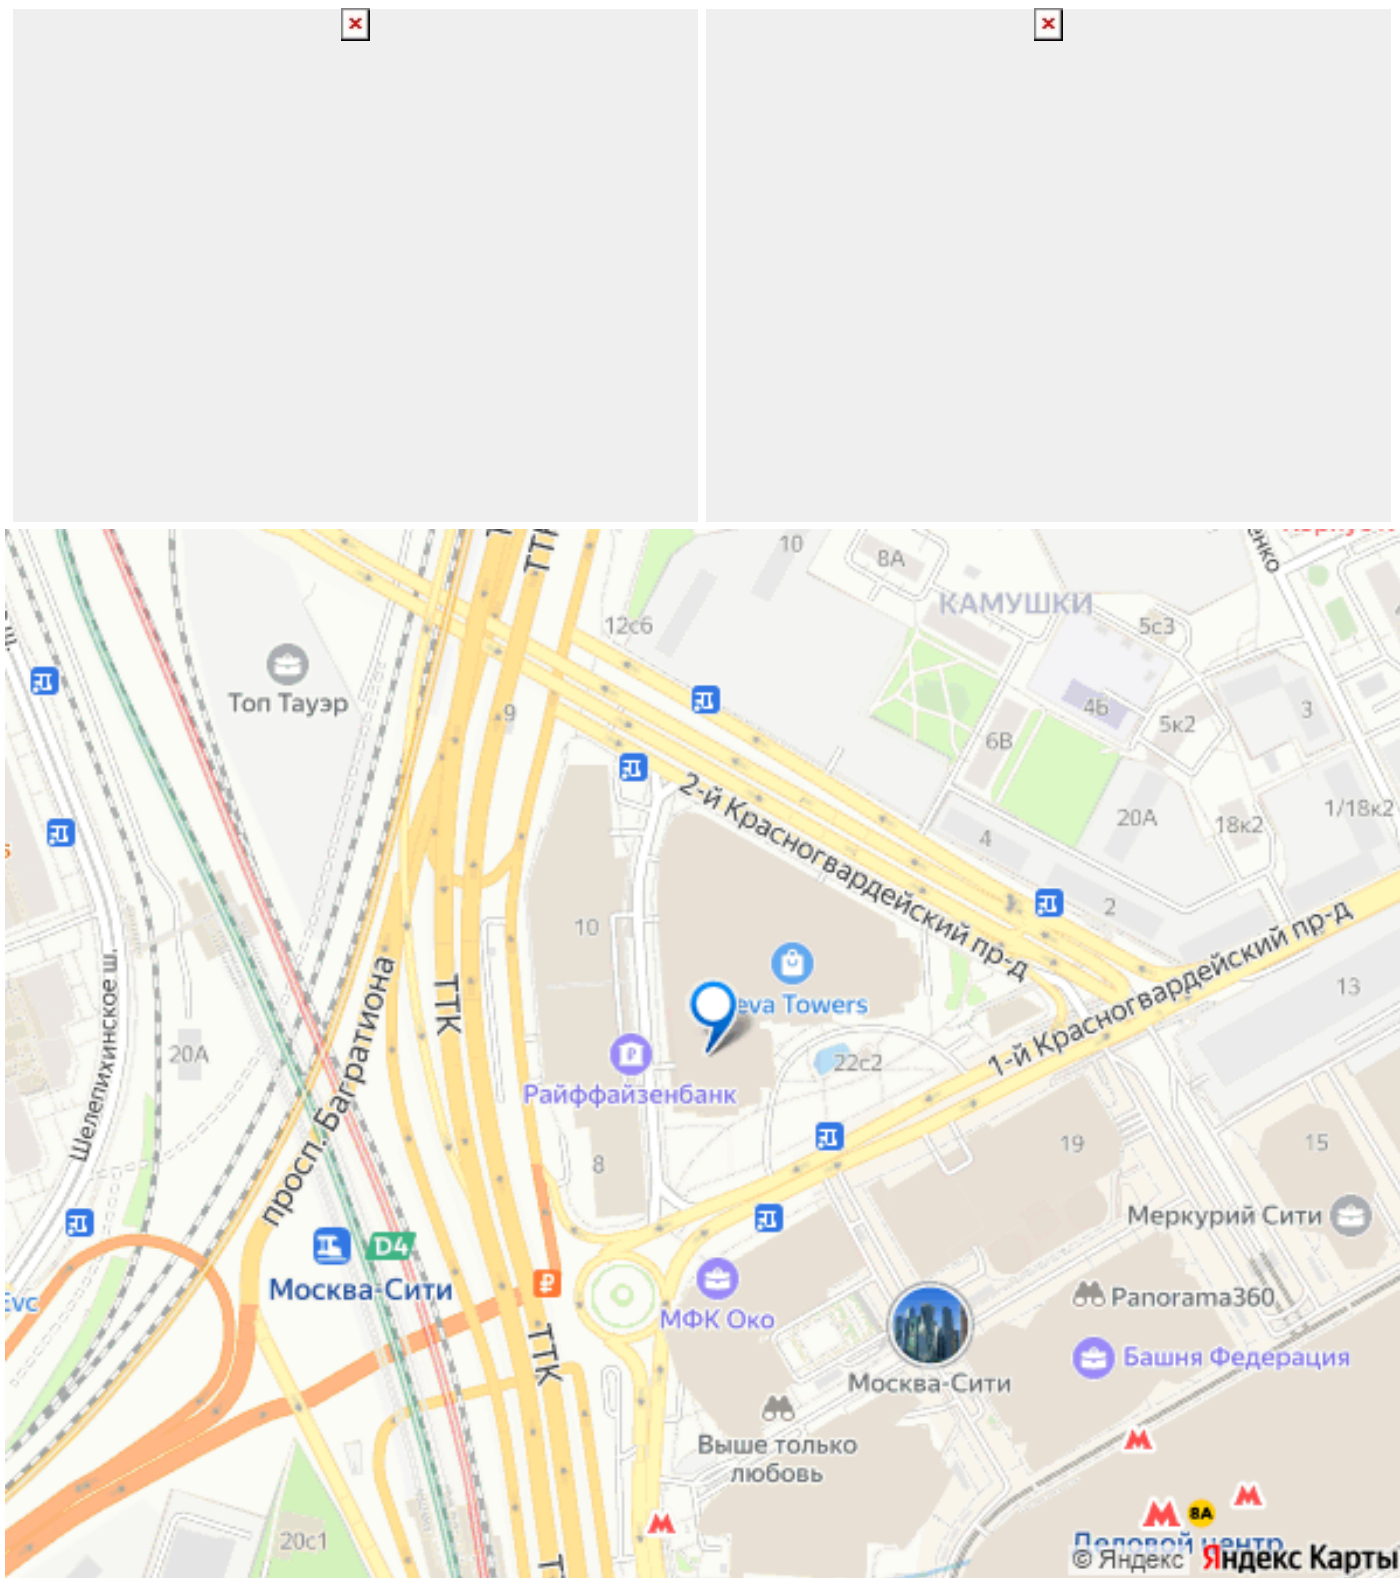 10
8А
КАМУШКИ
12с6
5с3
ТТК
Топ Тауэр
9
4Б
5к2
3
6В
2-й Красногвардейский пр-д
20А
18к2
1/18к2
4
2
10
1-й Красногвардейский пр-д
13
ТТК
просп. Багратиона
Шелепихинское ш.
20А
eva Towers
22с2
Райффайзенбанк
19
15
8
Меркурий Сити
D4
Москва-Сити
МФК Око
Panorama360
Башня Федерация
ТТК
Москва-Сити
Выше только
любовь
8А
Деловой центр
20с1
© Яндекс Яндекс Карты